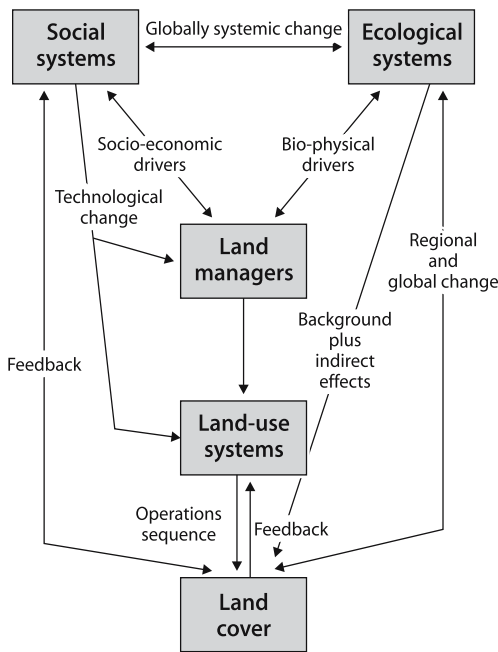 Social
systems
Globally systemic change
Ecological
systems
Socio-economic
drivers
Bio-physical
drivers
Technological
change
Land
managers
Regional
and
global change
Background
plus
indirect
effects
Feedback
Land-use
systems
Operations
sequence
Feedback
Land
cover